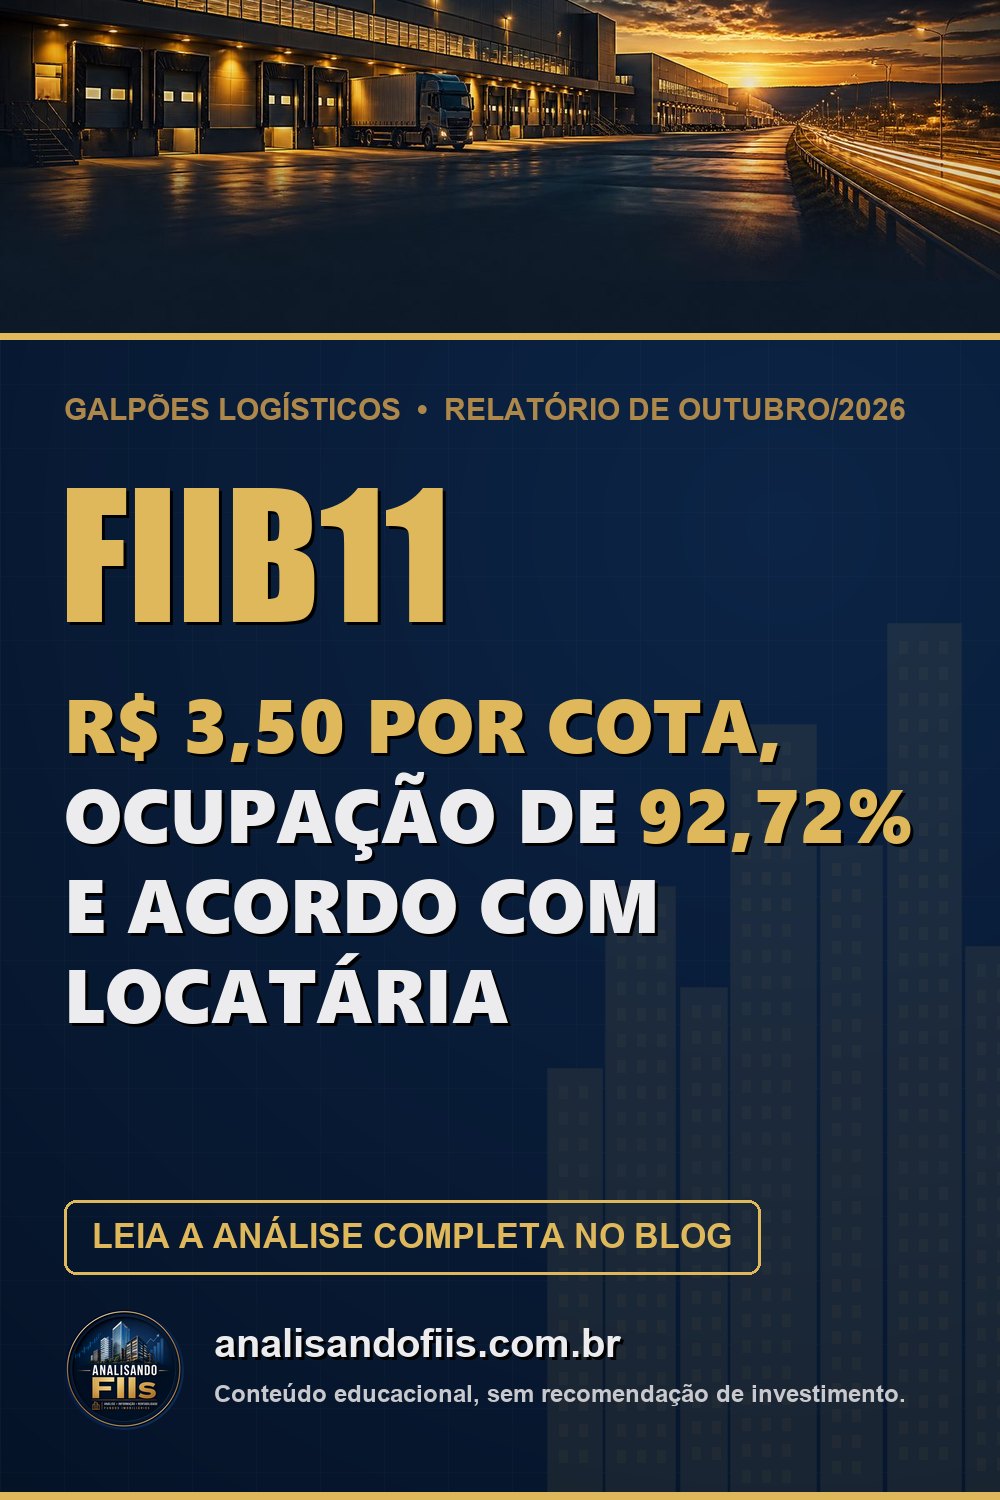 GALPÕES LOGÍSTICOS • RELATÓRIO DE OUTUBRO/2026
FIIB11
R$ 3,50 POR COTA,
OCUPAÇÃO DE 92,72%
E ACORDO COM
LOCATÁRIA
LEIA A ANÁLISE COMPLETA NO BLOG
ANALISANDO
FIIs
analisandofiis.com.br
Conteúdo educacional, sem recomendação de investimento.